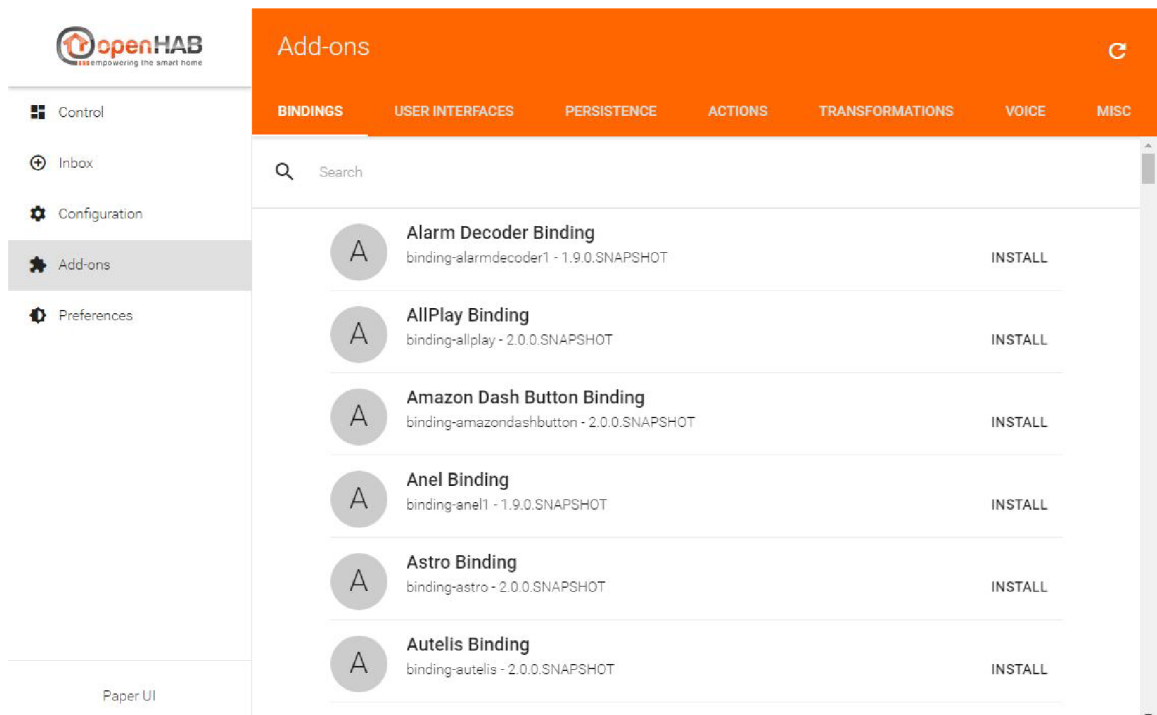 openHAB
empowering the smart home
Add-ons
Control
Inbox
Configuration
Add-ons
Preferences
Paper UI
BINDINGS USER INTERFACES PERSISTENCE ACTIONS TRANSFORMATIONS VOICE MISC
Search
Alarm Decoder Binding
binding-alarmdecoder1 - 1.9.0.SNAPSHOT
A
INSTALL
AllPlay Binding
binding-allplay - 2.0.0.SNAPSHOT
A
INSTALL
Amazon Dash Button Binding
binding-amazondashbutton - 2.0.0.SNAPSHOT
A
INSTALL
Anel Binding
binding-anel1 - 1.9.0.SNAPSHOT
A
INSTALL
Astro Binding
binding-astro - 2.0.0.SNAPSHOT
A
INSTALL
Autelis Binding
binding-autelis - 2.0.0.SNAPSHOT
A
INSTALL